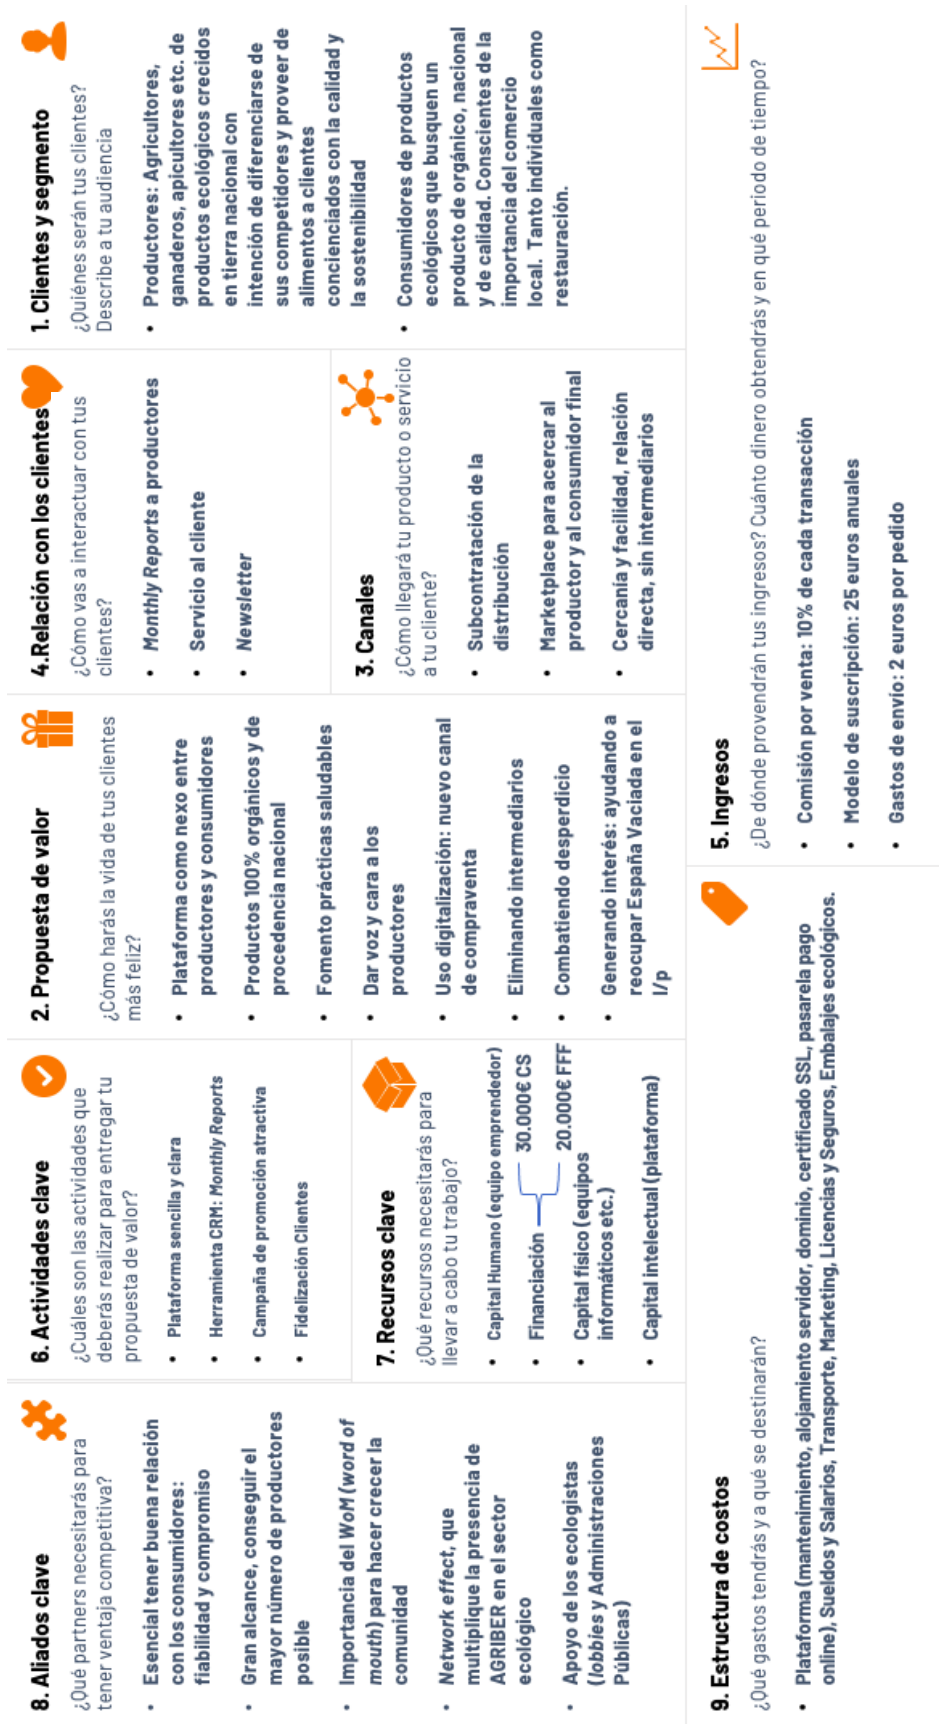 8. Aliados clave
¿Qué partners necesitarás para
tener ventaja competitiva?
• Esencial tener buena relación
con los consumidores:
fiabilidad y compromiso
• Gran alcance, conseguir el
mayor número de productores
posible
• Importancia del WoM (word of
mouth) para hacer crecer la
comunidad
• Network effect, que
multiplique la presencia de
AGRIBER en el sector
ecológico
• Apoyo de los ecologistas
(lobbies y Administraciones
Públicas)
6. Actividades clave
¿Cuáles son las actividades que
deberás realizar para entregar tu
propuesta de valor?
• Plataforma sencilla y clara
• Herramienta CRM: Monthly Reports
• Campaña de promoción atractiva
• Fidelización Clientes
7. Recursos clave
¿Qué recursos necesitarás para
llevar a cabo tu trabajo?
• Capital Humano (equipo emprendedor)
• Financiación
30.000€ CS
20.000€ FFF
• Capital físico (equipos
informáticos etc.)
• Capital intelectual (plataforma)
2. Propuesta de valor
¿Cómo harás la vida de tus clientes
más feliz?
• Plataforma como nexo entre
productores y consumidores
• Productos 100% orgánicos y de
procedencia nacional
• Fomento prácticas saludables
• Dar voz y cara a los
productores
• Uso digitalización: nuevo canal
de compraventa
• Eliminando intermediarios
• Combatiendo desperdicio
• Generando interés: ayudando a
reocupar España Vaciada en el
l/p
4.Relación con los clientes
¿Cómo vas a interactuar con tus
clientes?
• Monthly Reports a productores
• Servicio al cliente
• Newsletter
3. Canales
¿Cómo llegará tu producto o servicio
a tu cliente?
• Subcontratación de la
distribución
• Marketplace para acercar al
productor y al consumidor final
• Cercanía y facilidad, relación
directa, sin intermediarios
1. Clientes y segmento
¿Quiénes serán tus clientes?
Describe a tu audiencia
• Productores: Agricultores,
ganaderos, apicultores etc. de
productos ecológicos crecidos
en tierra nacional con
intención de diferenciarse de
sus competidores y proveer de
alimentos a clientes
concienciados con la calidad y
la sostenibilidad
• Consumidores de productos
ecológicos que busquen un
producto de orgánico, nacional
y de calidad. Conscientes de la
importancia del comercio
local. Tanto individuales como
restauración.
9. Estructura de costos
¿Qué gastos tendrás y a qué se destinarán?
• Plataforma (mantenimiento, alojamiento servidor, dominio, certificado SSL, pasarela pago
online), Sueldos y Salarios, Transporte, Marketing, Licencias y Seguros, Embalajes ecológicos.
5. Ingresos
¿De dónde provendrán tus ingresos? Cuánto dinero obtendrás y en qué periodo de tiempo?
• Comisión por venta: 10% de cada transacción
• Modelo de suscripción: 25 euros anuales
• Gastos de envío: 2 euros por pedido